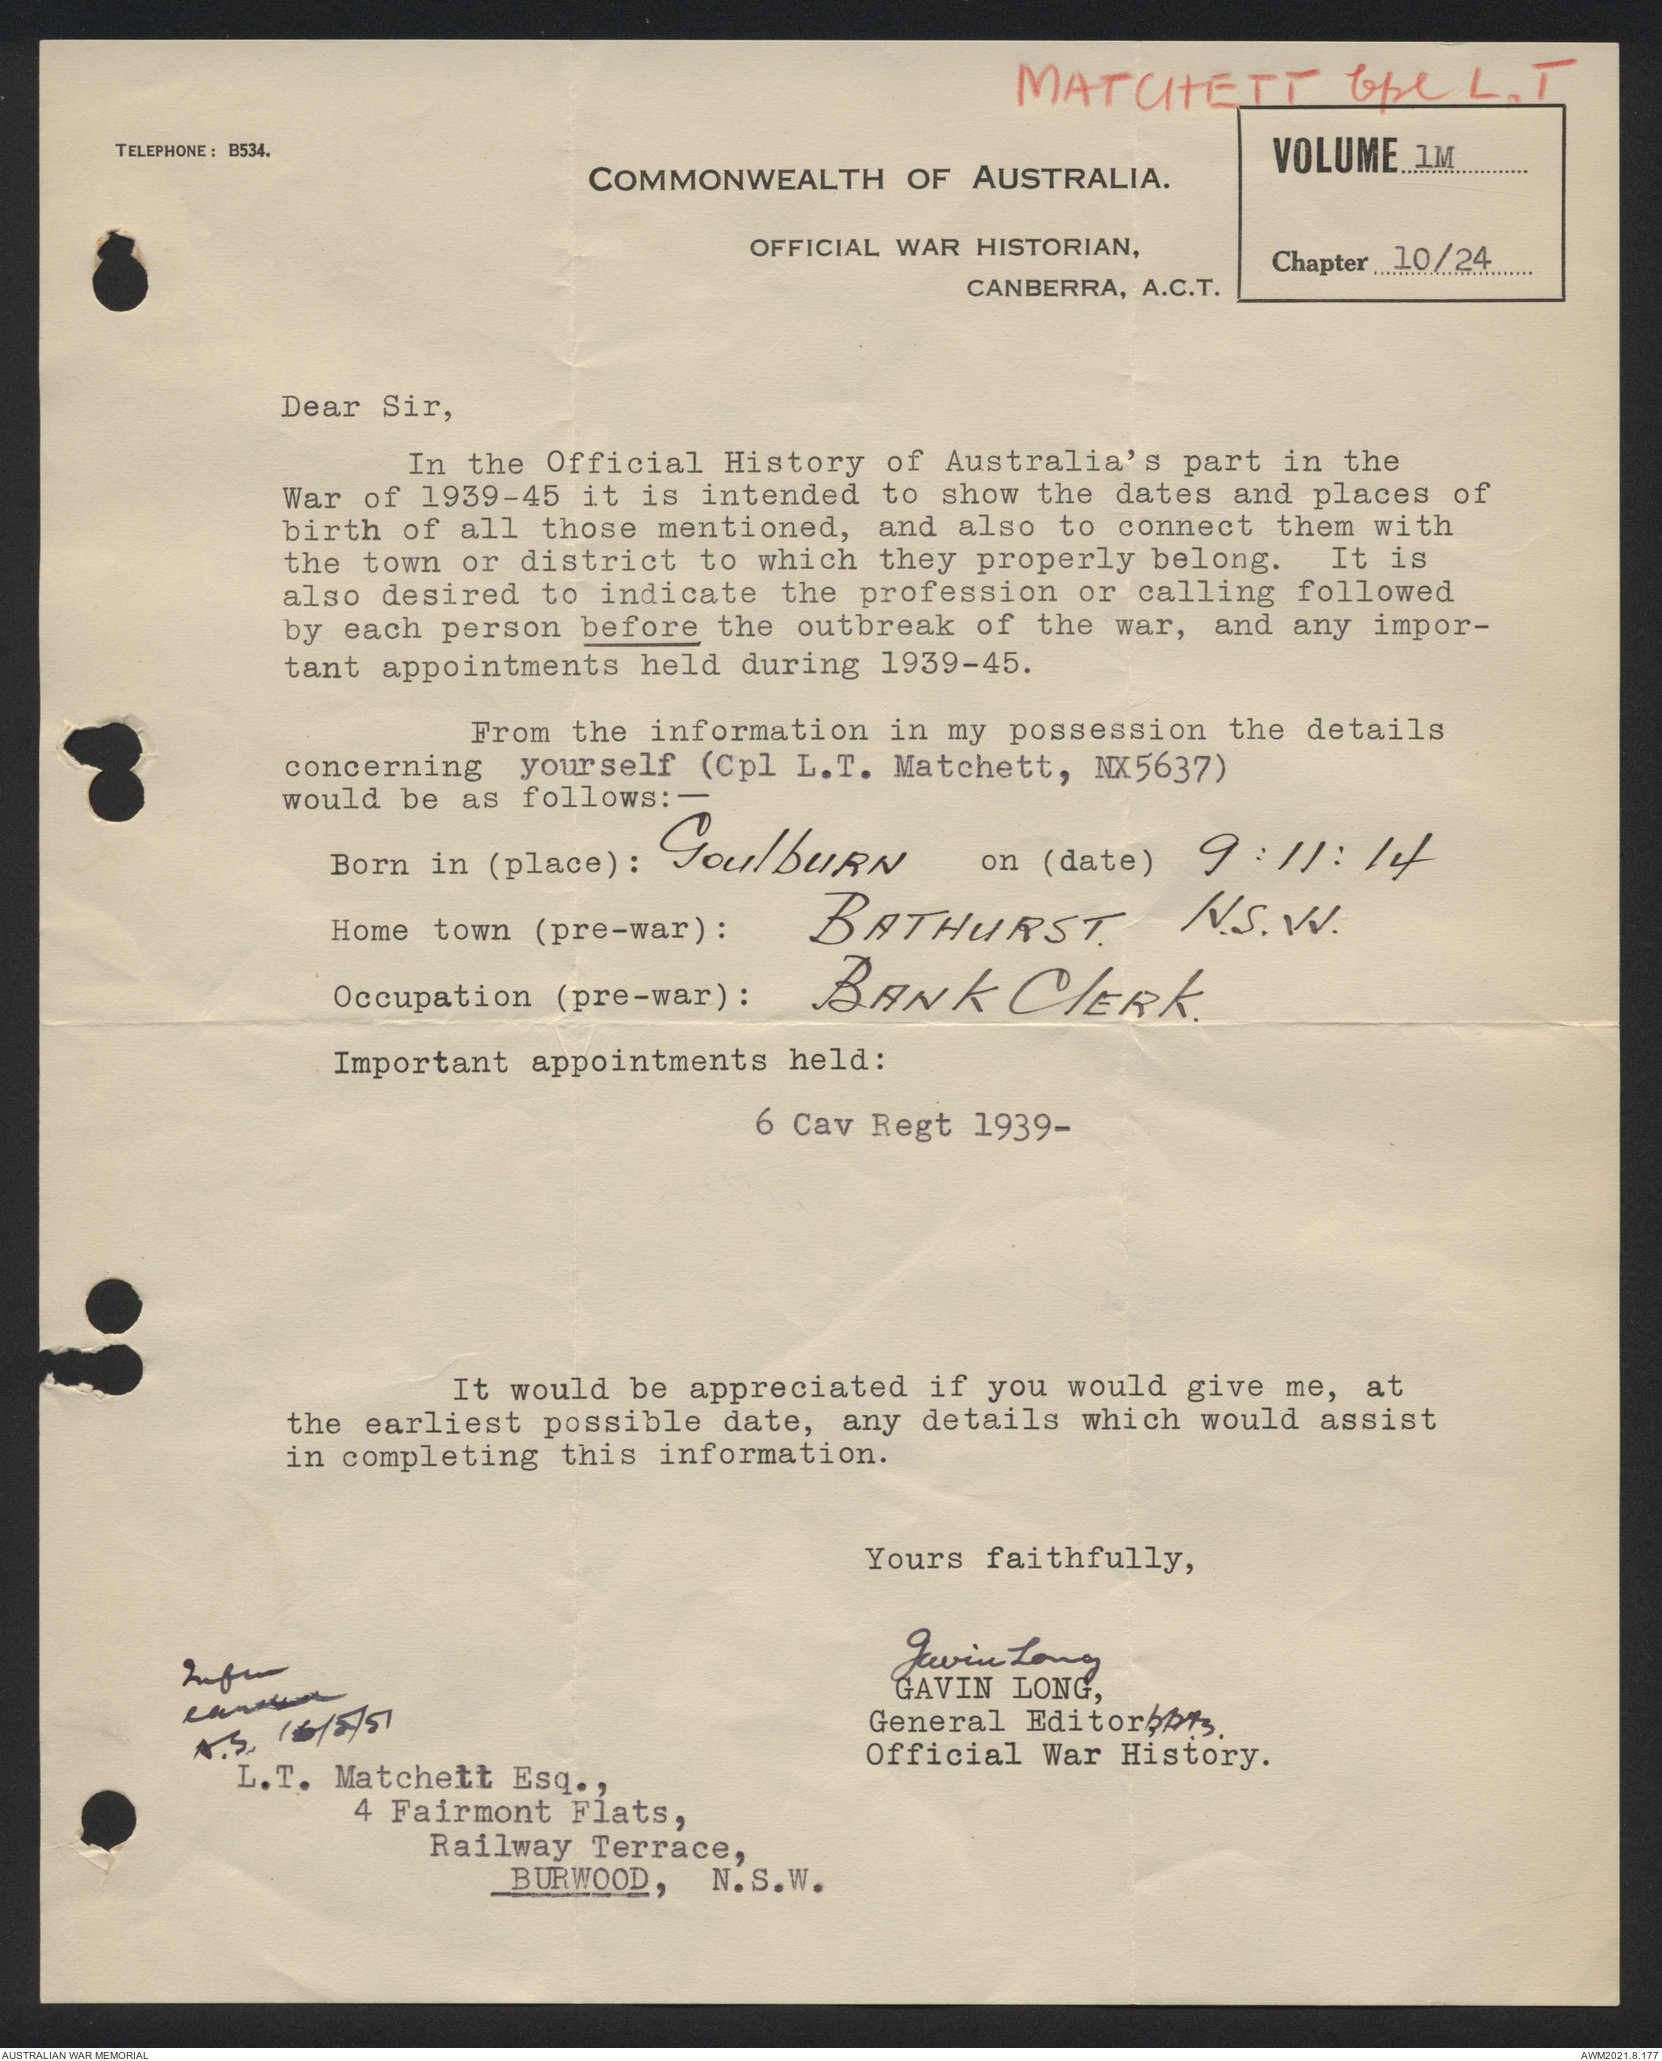 MATCHETT Cpl L.T
TELEPHONE: B534.
COMMONWEALTH OF AUSTRALIA.
OFFICIAL WAR HISTORIAN,
CANBERRA, A.C.T.
VOLUME 1M
Chapter 10/24
Dear Sir,
In the Official History of Australia's part in the
War of 1939-45 it is intended to show the dates and places of
birth of all those mentioned, and also to connect them with
the town or district to which they properly belong. It is
also desired to indicate the profession or calling followed
by each person before the outbreak of the war, and any impor-
tant appointments held during 1939-45.
From the information in my possession the details
concerning yourself (Cpl L.T. Matchett, NX5637)
would be as follows:—
Born in (place): Goulburn on (date) 9:11:14
Home town (pre-war): BATHURST. N.S.W.
Occupation (pre-war): BANK CLERK.
Important appointments held:
6 Cav Regt 1939-
It would be appreciated if you would give me, at
the earliest possible date, any details which would assist
in completing this information.
Yours faithfully,
Gavin Long
GAVIN LONG,
General Editor
Official War History.
16/5/51
L.T. Matchett Esq.,
4 Fairmont Flats,
Railway Terrace,
BURWOOD, N.S.W.
AUSTRALIAN WAR MEMORIAL
AWM2021.8.177